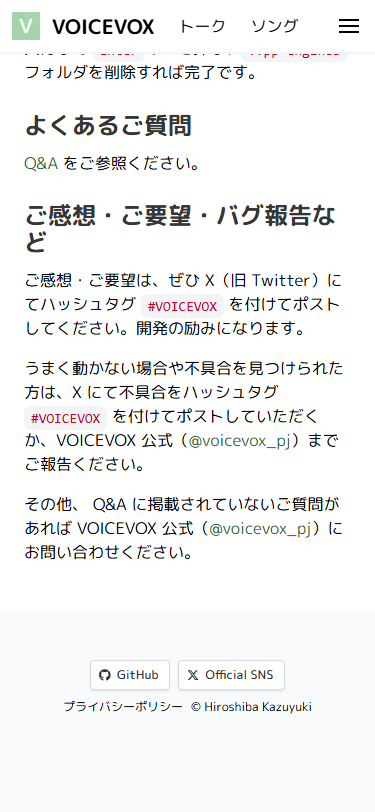 V VOICEVOX トーク ソング
フォルダを削除すれば完了です。
よくあるご質問
Q&A をご参照ください。
ご感想・ご要望・バグ報告な
ど
ご感想・ご要望は、ぜひ X（旧 Twitter）に
てハッシュタグ #VOICEVOX を付けてポスト
してください。開発の励みになります。
うまく動かない場合や不具合を見つけられた
方は、X にて不具合をハッシュタグ
#VOICEVOX を付けてポストしていただく
か、VOICEVOX 公式（@voicevox_pj）まで
ご報告ください。
その他、 Q&A に掲載されていないご質問が
あれば VOICEVOX 公式（@voicevox_pj）に
お問い合わせください。
GitHub Official SNS
プライバシーポリシー © Hiroshiba Kazuyuki